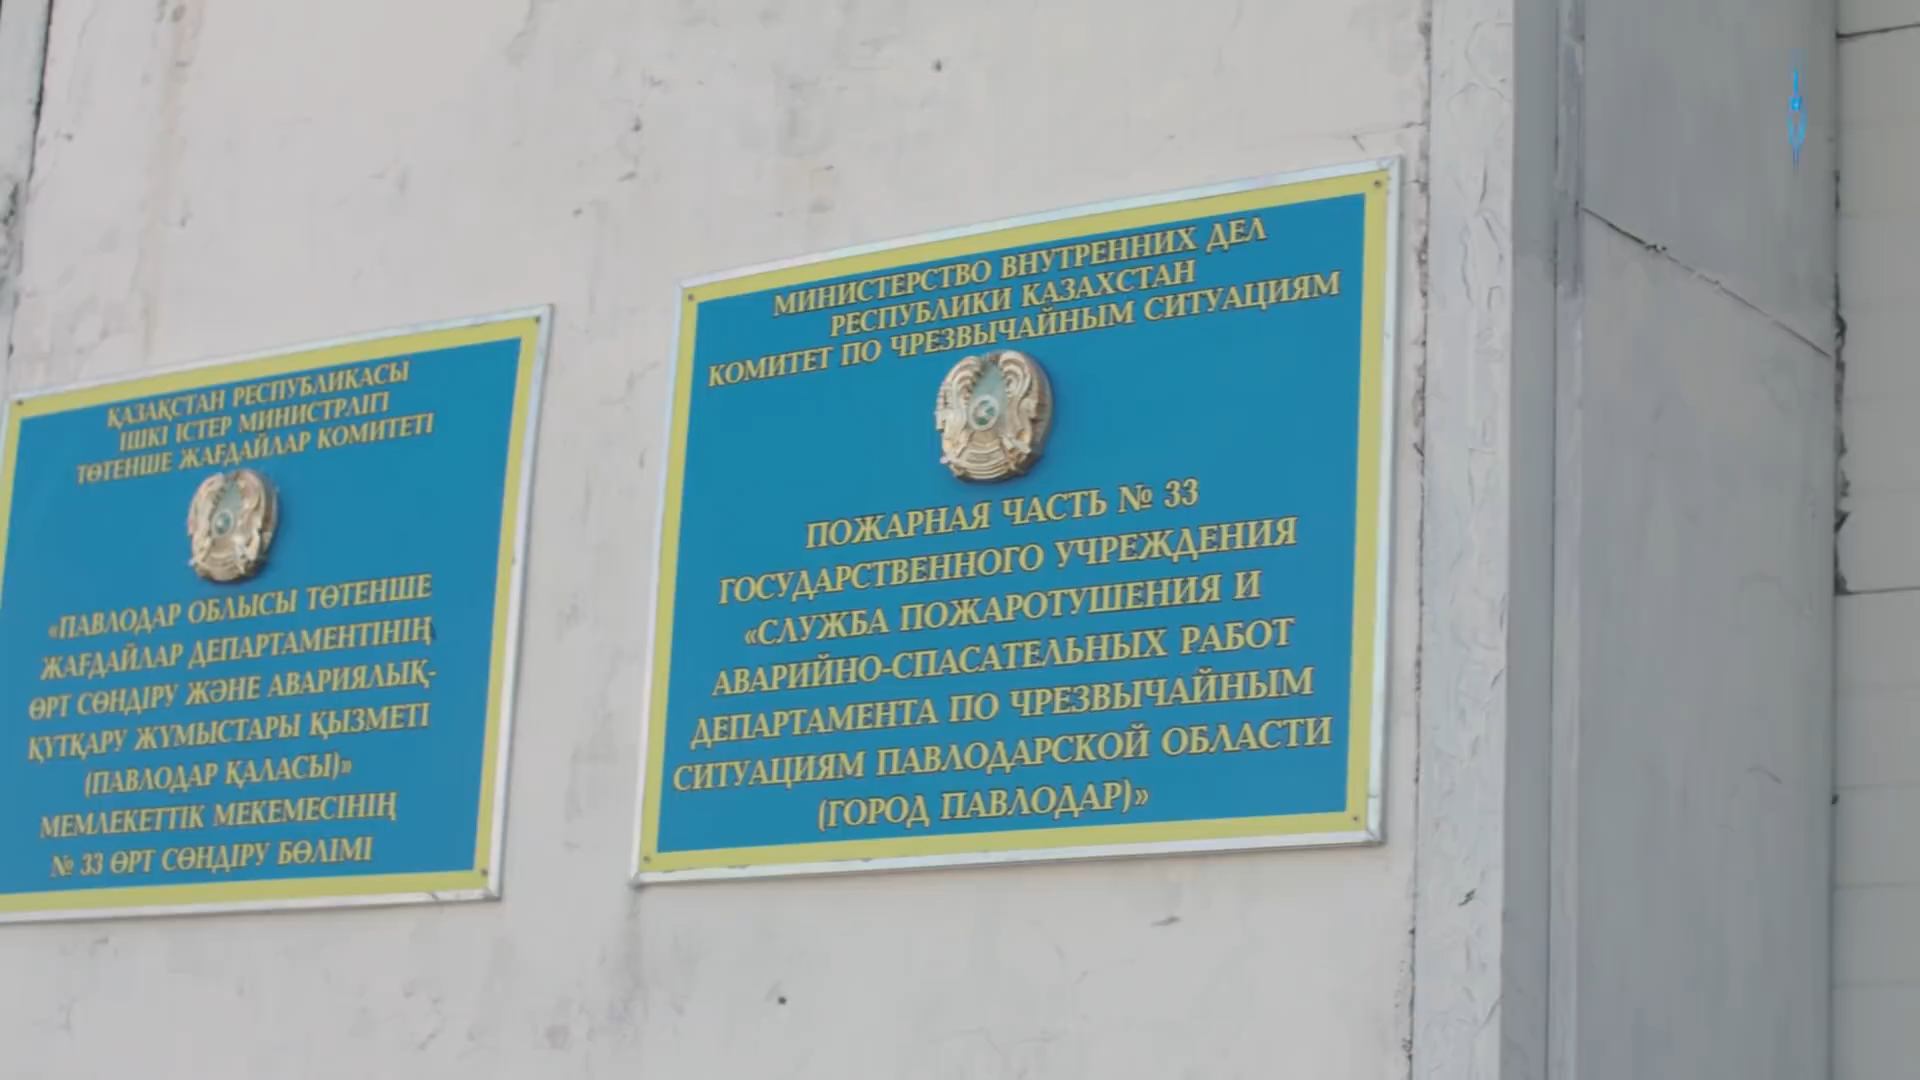 ҚАЗАҚСТАН РЕСПУБЛИКАСЫ
ІШКІ ІСТЕР МИНИСТРЛІГІ
ТӨТЕНШЕ ЖАҒДАЙЛАР КОМИТЕТІ
«ПАВЛОДАР ОБЛЫСЫ ТӨТЕНШЕ
ЖАҒДАЙЛАР ДЕПАРТАМЕНТІНІҢ
ӨРТ СӨНДІРУ ЖӘНЕ АВАРИЯЛЫҚ-
ҚҰТҚАРУ ЖҰМЫСТАРЫ ҚЫЗМЕТІ
(ПАВЛОДАР ҚАЛАСЫ)»
МЕМЛЕКЕТТІК МЕКЕМЕСІНІҢ
№ 33 ӨРТ СӨНДІРУ БӨЛІМІ
МИНИСТЕРСТВО ВНУТРЕННИХ ДЕЛ
РЕСПУБЛИКИ КАЗАХСТАН
КОМИТЕТ ПО ЧРЕЗВЫЧАЙНЫМ СИТУАЦИЯМ
ПОЖАРНАЯ ЧАСТЬ № 33
ГОСУДАРСТВЕННОГО УЧРЕЖДЕНИЯ
«СЛУЖБА ПОЖАРОТУШЕНИЯ И
АВАРИЙНО-СПАСАТЕЛЬНЫХ РАБОТ
ДЕПАРТАМЕНТА ПО ЧРЕЗВЫЧАЙНЫМ
СИТУАЦИЯМ ПАВЛОДАРСКОЙ ОБЛАСТИ
(ГОРОД ПАВЛОДАР)»